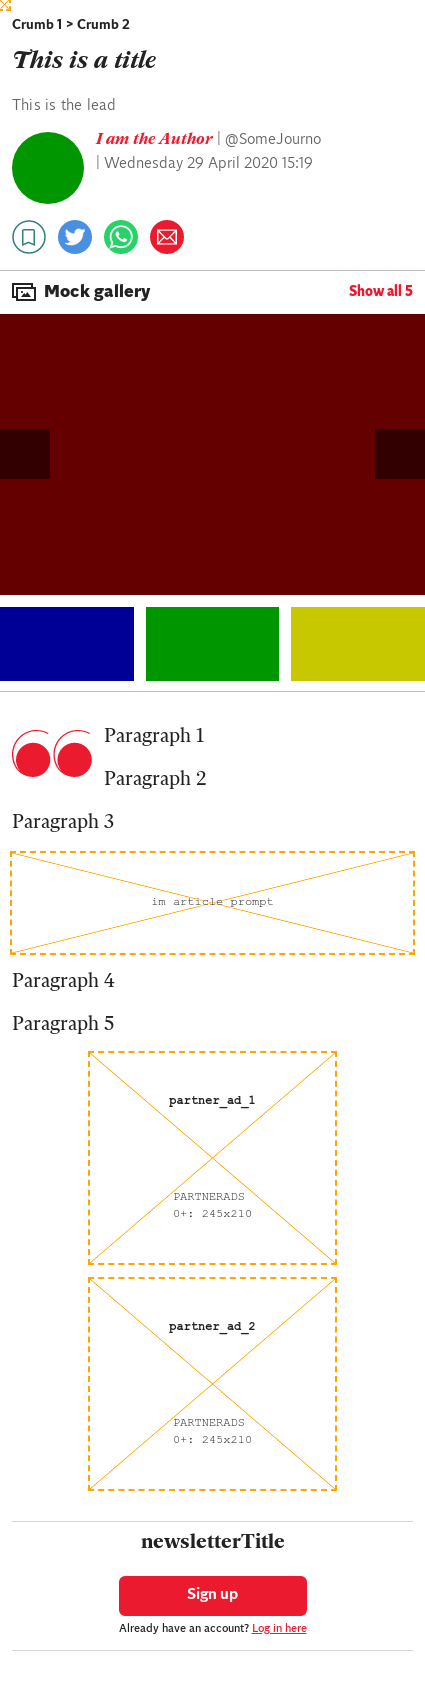 Crumb 1 > Crumb 2
This is a title
This is the lead
I am the Author | @SomeJourno
| Wednesday 29 April 2020 15:19
Mock gallery
Show all 5
Paragraph 1
Paragraph 2
Paragraph 3
im article prompt
Paragraph 4
Paragraph 5
partner_ad_1
PARTNERADS
0+: 245x210
partner_ad_2
PARTNERADS
0+: 245x210
newsletterTitle
Sign up
Already have an account? Log in here